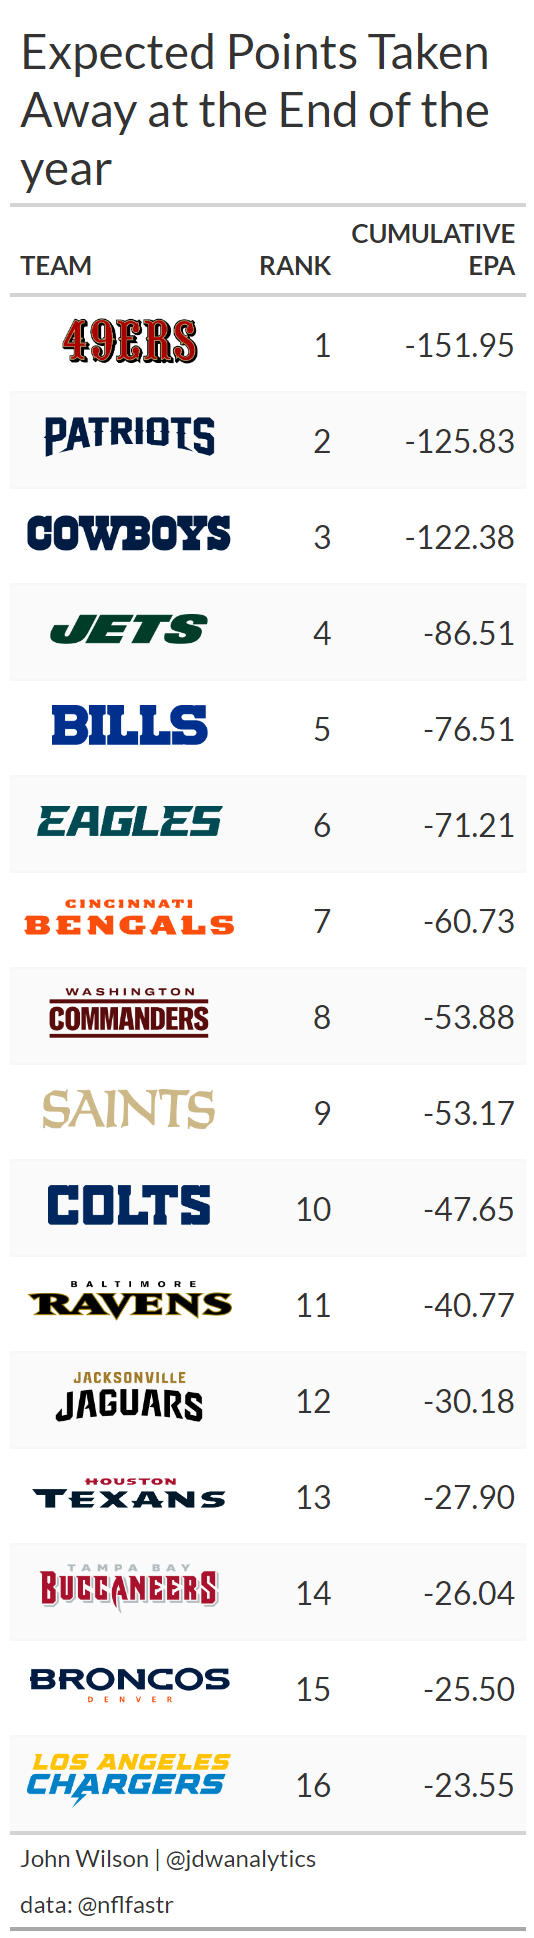 Expected Points Taken
Away at the End of the
year
TEAM RANK CUMULATIVE EPA
49ERS 1 -151.95
PATRIOTS 2 -125.83
COWBOYS 3 -122.38
JETS 4 -86.51
BILLS 5 -76.51
EAGLES 6 -71.21
CINCINNATI
BENGALS 7 -60.73
WASHINGTON
COMMANDERS 8 -53.88
SAINTS 9 -53.17
COLTS 10 -47.65
BALTIMORE
RAVENS 11 -40.77
JACKSONVILLE
JAGUARS 12 -30.18
HOUSTON
TEXANS 13 -27.90
TAMPA BAY
BUCCANEERS 14 -26.04
BRONCOS 15 -25.50
DENVER
LOS ANGELES
CHARGERS 16 -23.55
John Wilson | @jdwanalytics
data: @nflfastr